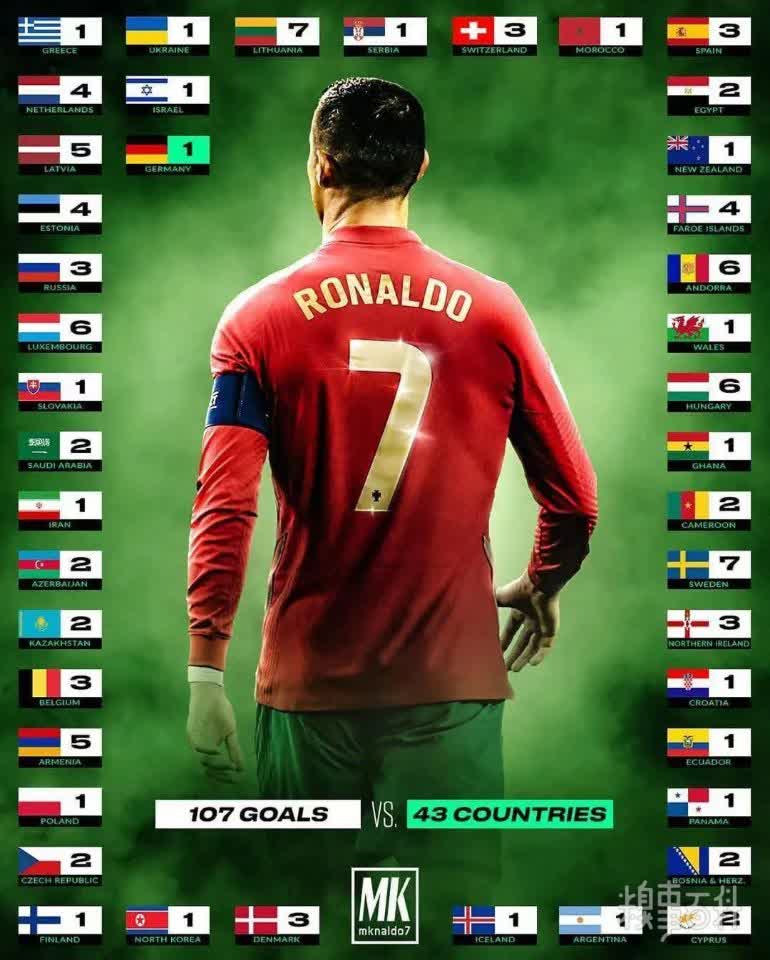 1
GREECE
1
UKRAINE
7
LITHUANIA
1
SERBIA
3
SWITZERLAND
1
MOROCCO
3
SPAIN
4
NETHERLANDS
1
ISRAEL
2
EGYPT
5
LATVIA
1
GERMANY
1
NEW ZEALAND
4
ESTONIA
4
FAROE ISLANDS
3
RUSSIA
6
ANDORRA
6
LUXEMBOURG
1
WALES
1
SLOVAKIA
6
HUNGARY
2
SAUDI ARABIA
1
GHANA
1
IRAN
2
CAMEROON
2
AZERBAIJAN
7
SWEDEN
2
KAZAKHSTAN
3
NORTHERN IRELAND
3
BELGIUM
1
CROATIA
5
ARMENIA
1
ECUADOR
1
POLAND
1
PANAMA
2
CZECH REPUBLIC
2
BOSNIA & HERZ.
1
FINLAND
1
NORTH KOREA
3
DENMARK
1
ICELAND
ARGENTINA
2
CYPRUS
RONALDO
7
107 GOALS VS. 43 COUNTRIES
MK
mknaldo7